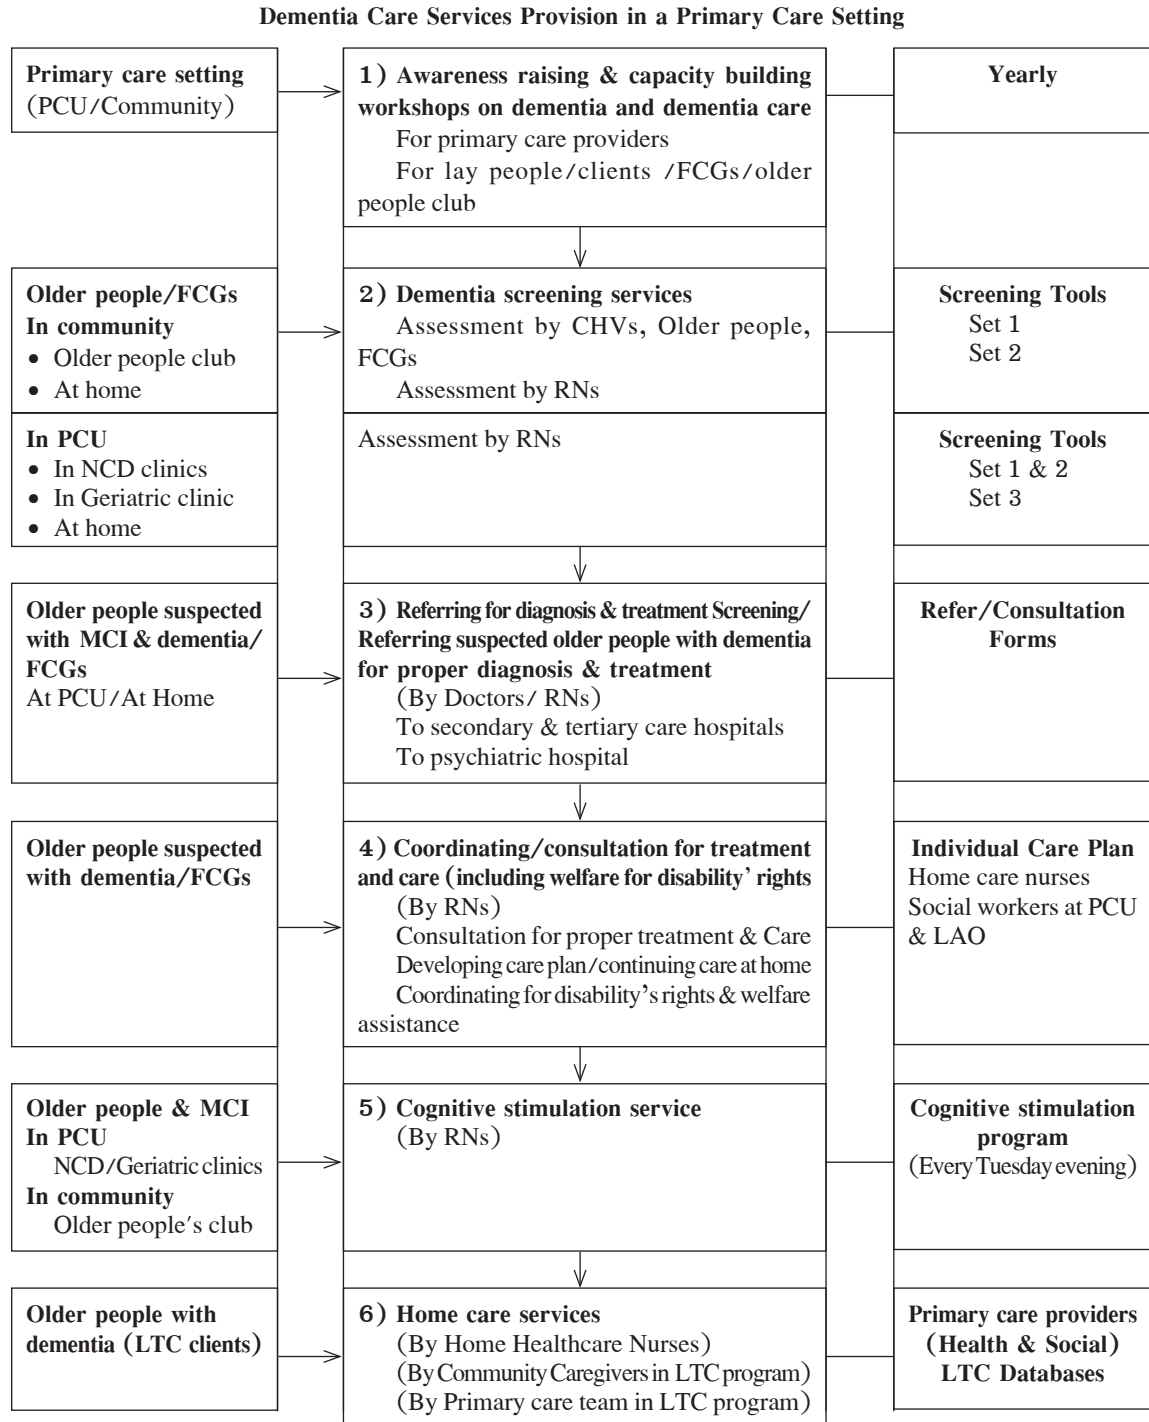 Dementia Care Services Provision in a Primary Care Setting
Primary care setting
(PCU/Community)
1) Awareness raising & capacity building
workshops on dementia and dementia care
For primary care providers
For lay people/clients /FCGs/older
people club
Yearly
Older people/FCGs
In community
• Older people club
• At home
2) Dementia screening services
Assessment by CHVs, Older people,
FCGs
Assessment by RNs
Screening Tools
Set 1
Set 2
In PCU
• In NCD clinics
• In Geriatric clinic
• At home
Assessment by RNs
Screening Tools
Set 1 & 2
Set 3
Older people suspected
with MCI & dementia/
FCGs
At PCU/At Home
3) Referring for diagnosis & treatment Screening/
Referring suspected older people with dementia
for proper diagnosis & treatment
(By Doctors/ RNs)
To secondary & tertiary care hospitals
To psychiatric hospital
Refer/Consultation
Forms
Older people suspected
with dementia/FCGs
4) Coordinating/consultation for treatment
and care (including welfare for disability' rights
(By RNs)
Consultation for proper treatment & Care
Developing care plan/continuing care at home
Coordinating for disability's rights & welfare
assistance
Individual Care Plan
Home care nurses
Social workers at PCU
& LAO
Older people & MCI
In PCU
NCD/Geriatric clinics
In community
Older people's club
5) Cognitive stimulation service
(By RNs)
Cognitive stimulation
program
(Every Tuesday evening)
Older people with
dementia (LTC clients)
6) Home care services
(By Home Healthcare Nurses)
(By Community Caregivers in LTC program)
(By Primary care team in LTC program)
Primary care providers
(Health & Social)
LTC Databases